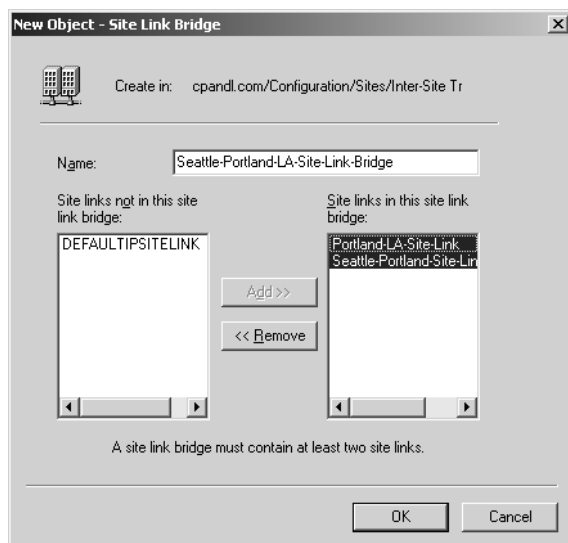 New Object - Site Link Bridge
Create in: cpandl.com/Configuration/Sites/Inter-Site Tr
Name: Seattle-Portland-LA-Site-Link-Bridge
Site links not in this site
link bridge:
DEFAULTIPSITELINK
Add >>
<< Remove
Site links in this site link
bridge:
Portland-LA-Site-Link
Seattle-Portland-Site-Lin
A site link bridge must contain at least two site links.
OK
Cancel